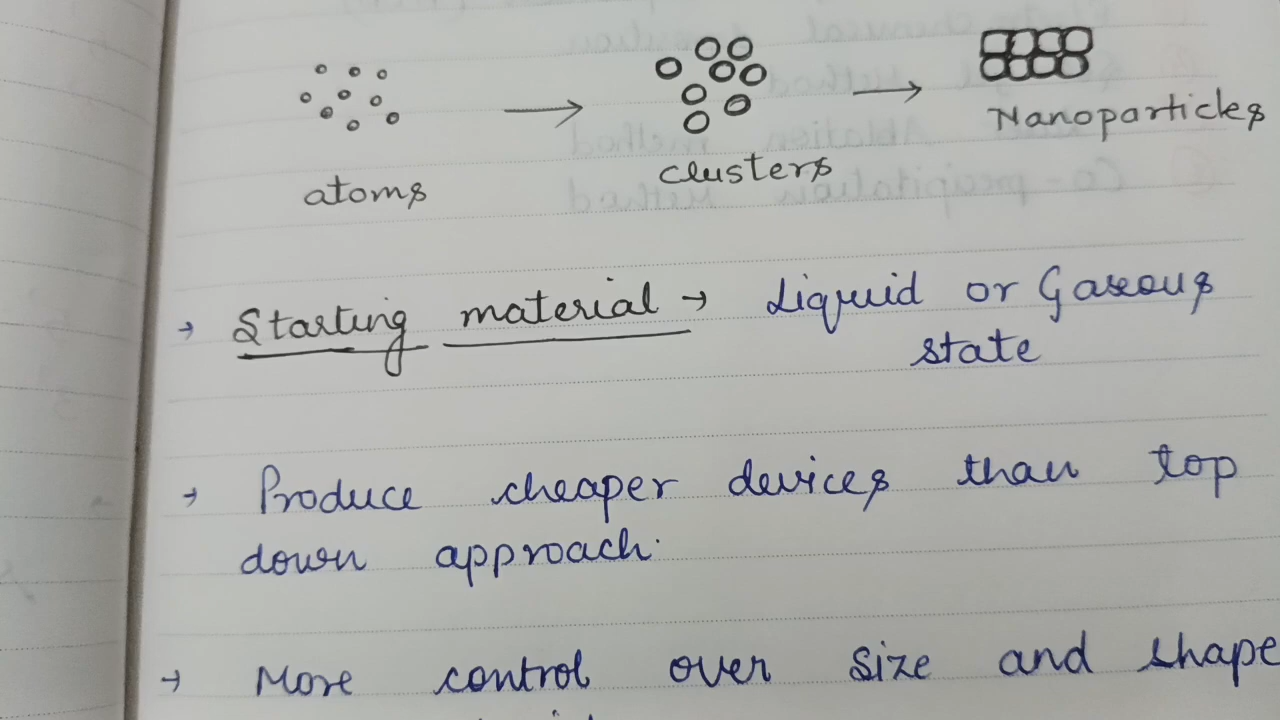 atoms → clusters → Nanoparticles
→ Starting material → Liquid or Gaseous
state
→ Produce cheaper devices than top
down approach.
→ More control over size and shape